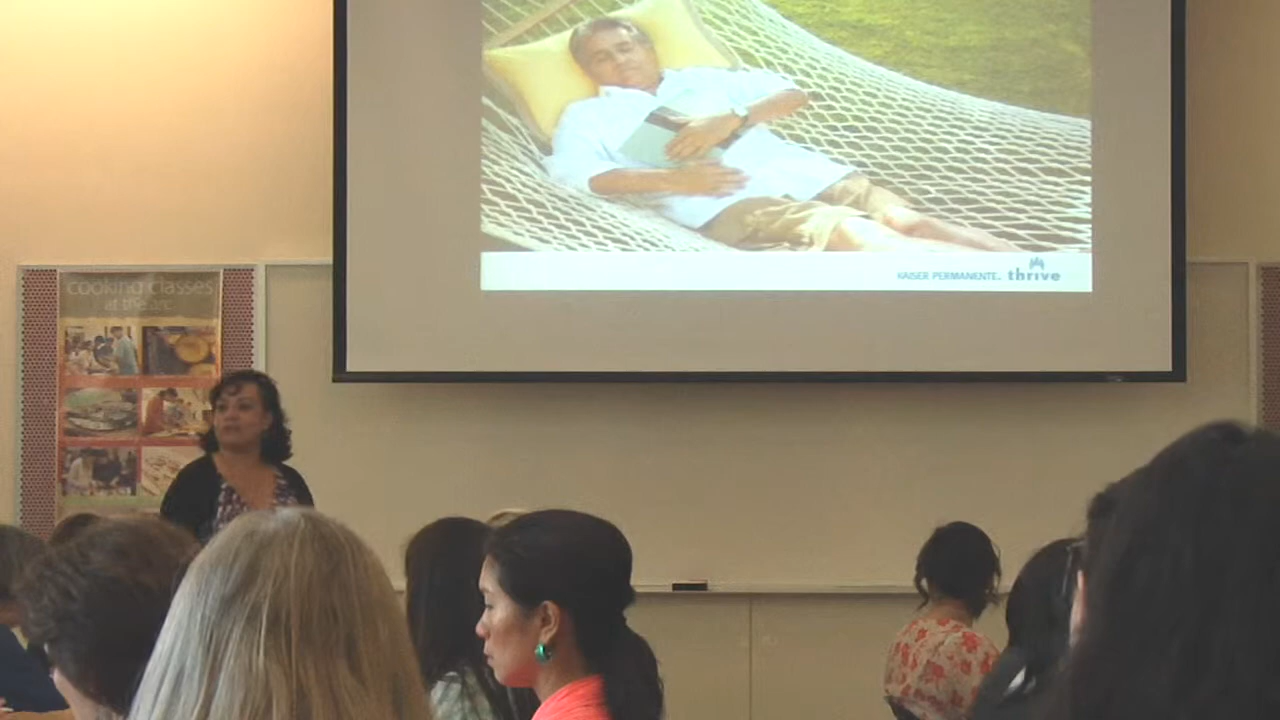 cooking classes
at the arc
KAISER PERMANENTE. thrive